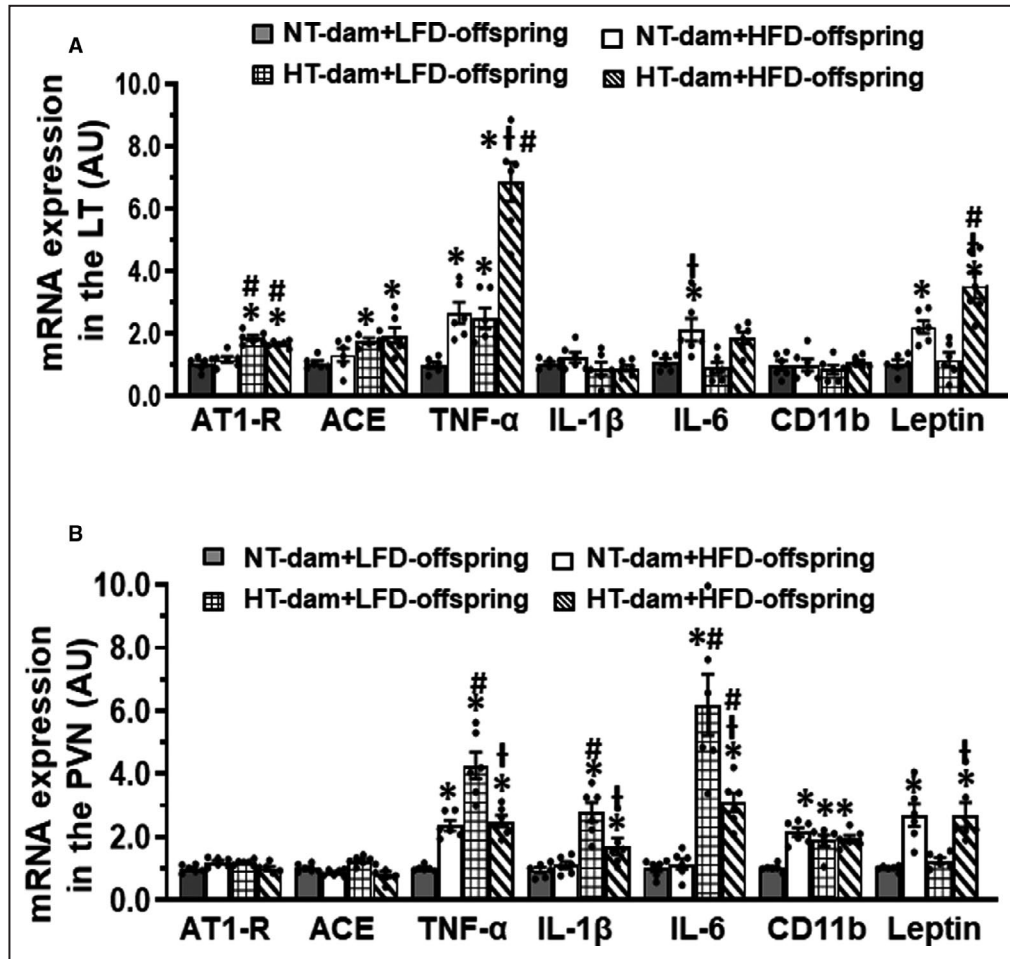 A
NT-dam+LFD-offspring NT-dam+HFD-offspring
HT-dam+LFD-offspring HT-dam+HFD-offspring
mRNA expression
in the LT (AU)
10.0
8.0
6.0
4.0
2.0
0.0
# # * * * * * * ƚ # ƚ * * # ƚ *
AT1-R ACE TNF-α IL-1β IL-6 CD11b Leptin
B
NT-dam+LFD-offspring NT-dam+HFD-offspring
HT-dam+LFD-offspring HT-dam+HFD-offspring
mRNA expression
in the PVN (AU)
10.0
8.0
6.0
4.0
2.0
0.0
* # * ƚ * # * ƚ * * # # ƚ * * * * * ƚ *
AT1-R ACE TNF-α IL-1β IL-6 CD11b Leptin